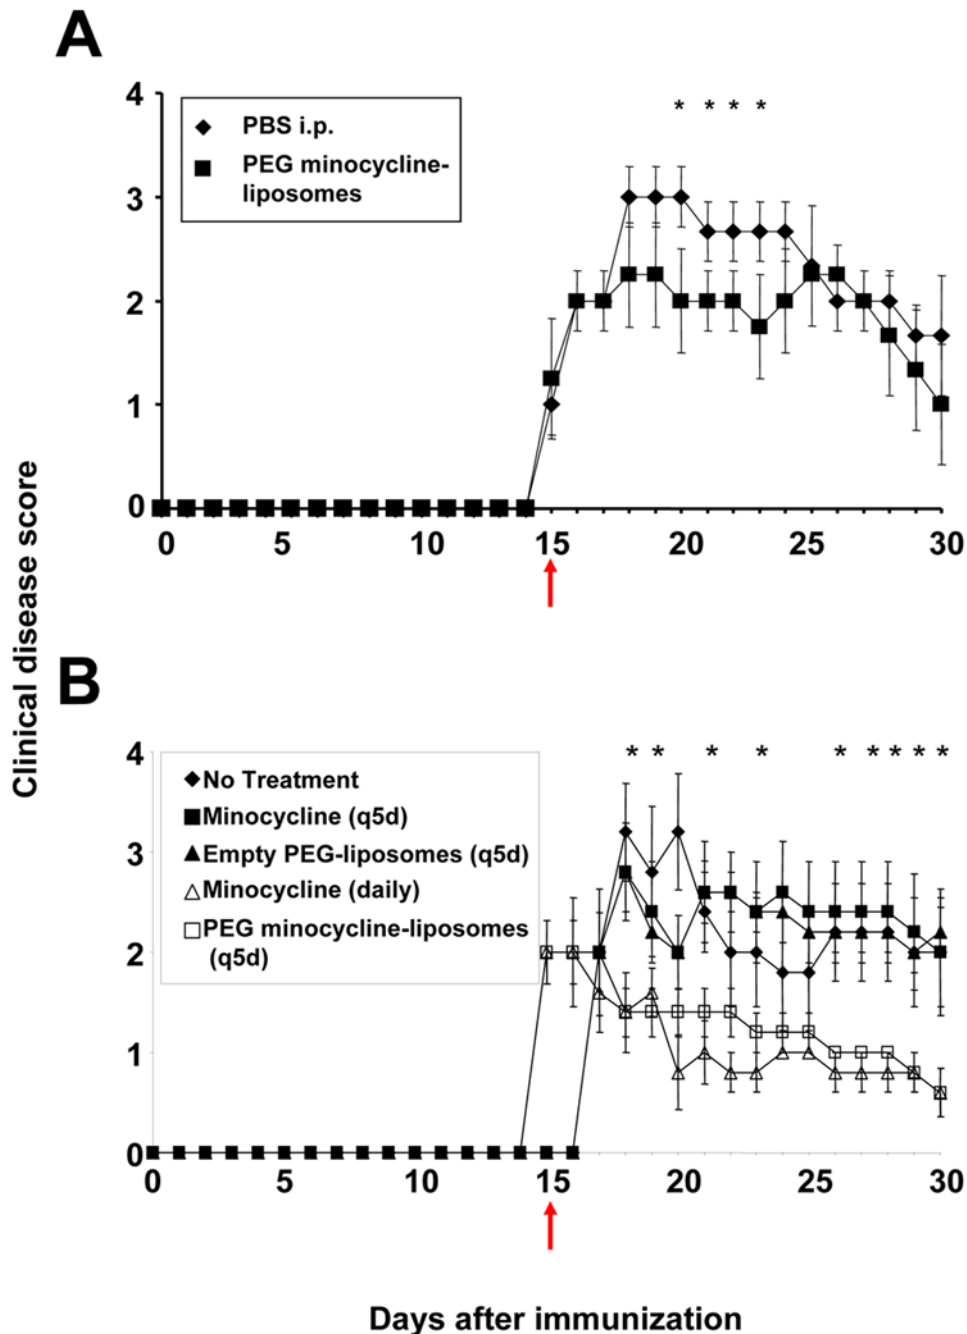 A
4
* * * *
PBS i.p.
PEG minocycline-
liposomes
3
2
1
0
0 5 10 15 20 25 30
Clinical disease score
B
4
* * * * * * * * *
No Treatment
Minocycline (q5d)
Empty PEG-liposomes (q5d)
Minocycline (daily)
PEG minocycline-liposomes
(q5d)
3
2
1
0
0 5 10 15 20 25 30
Days after immunization